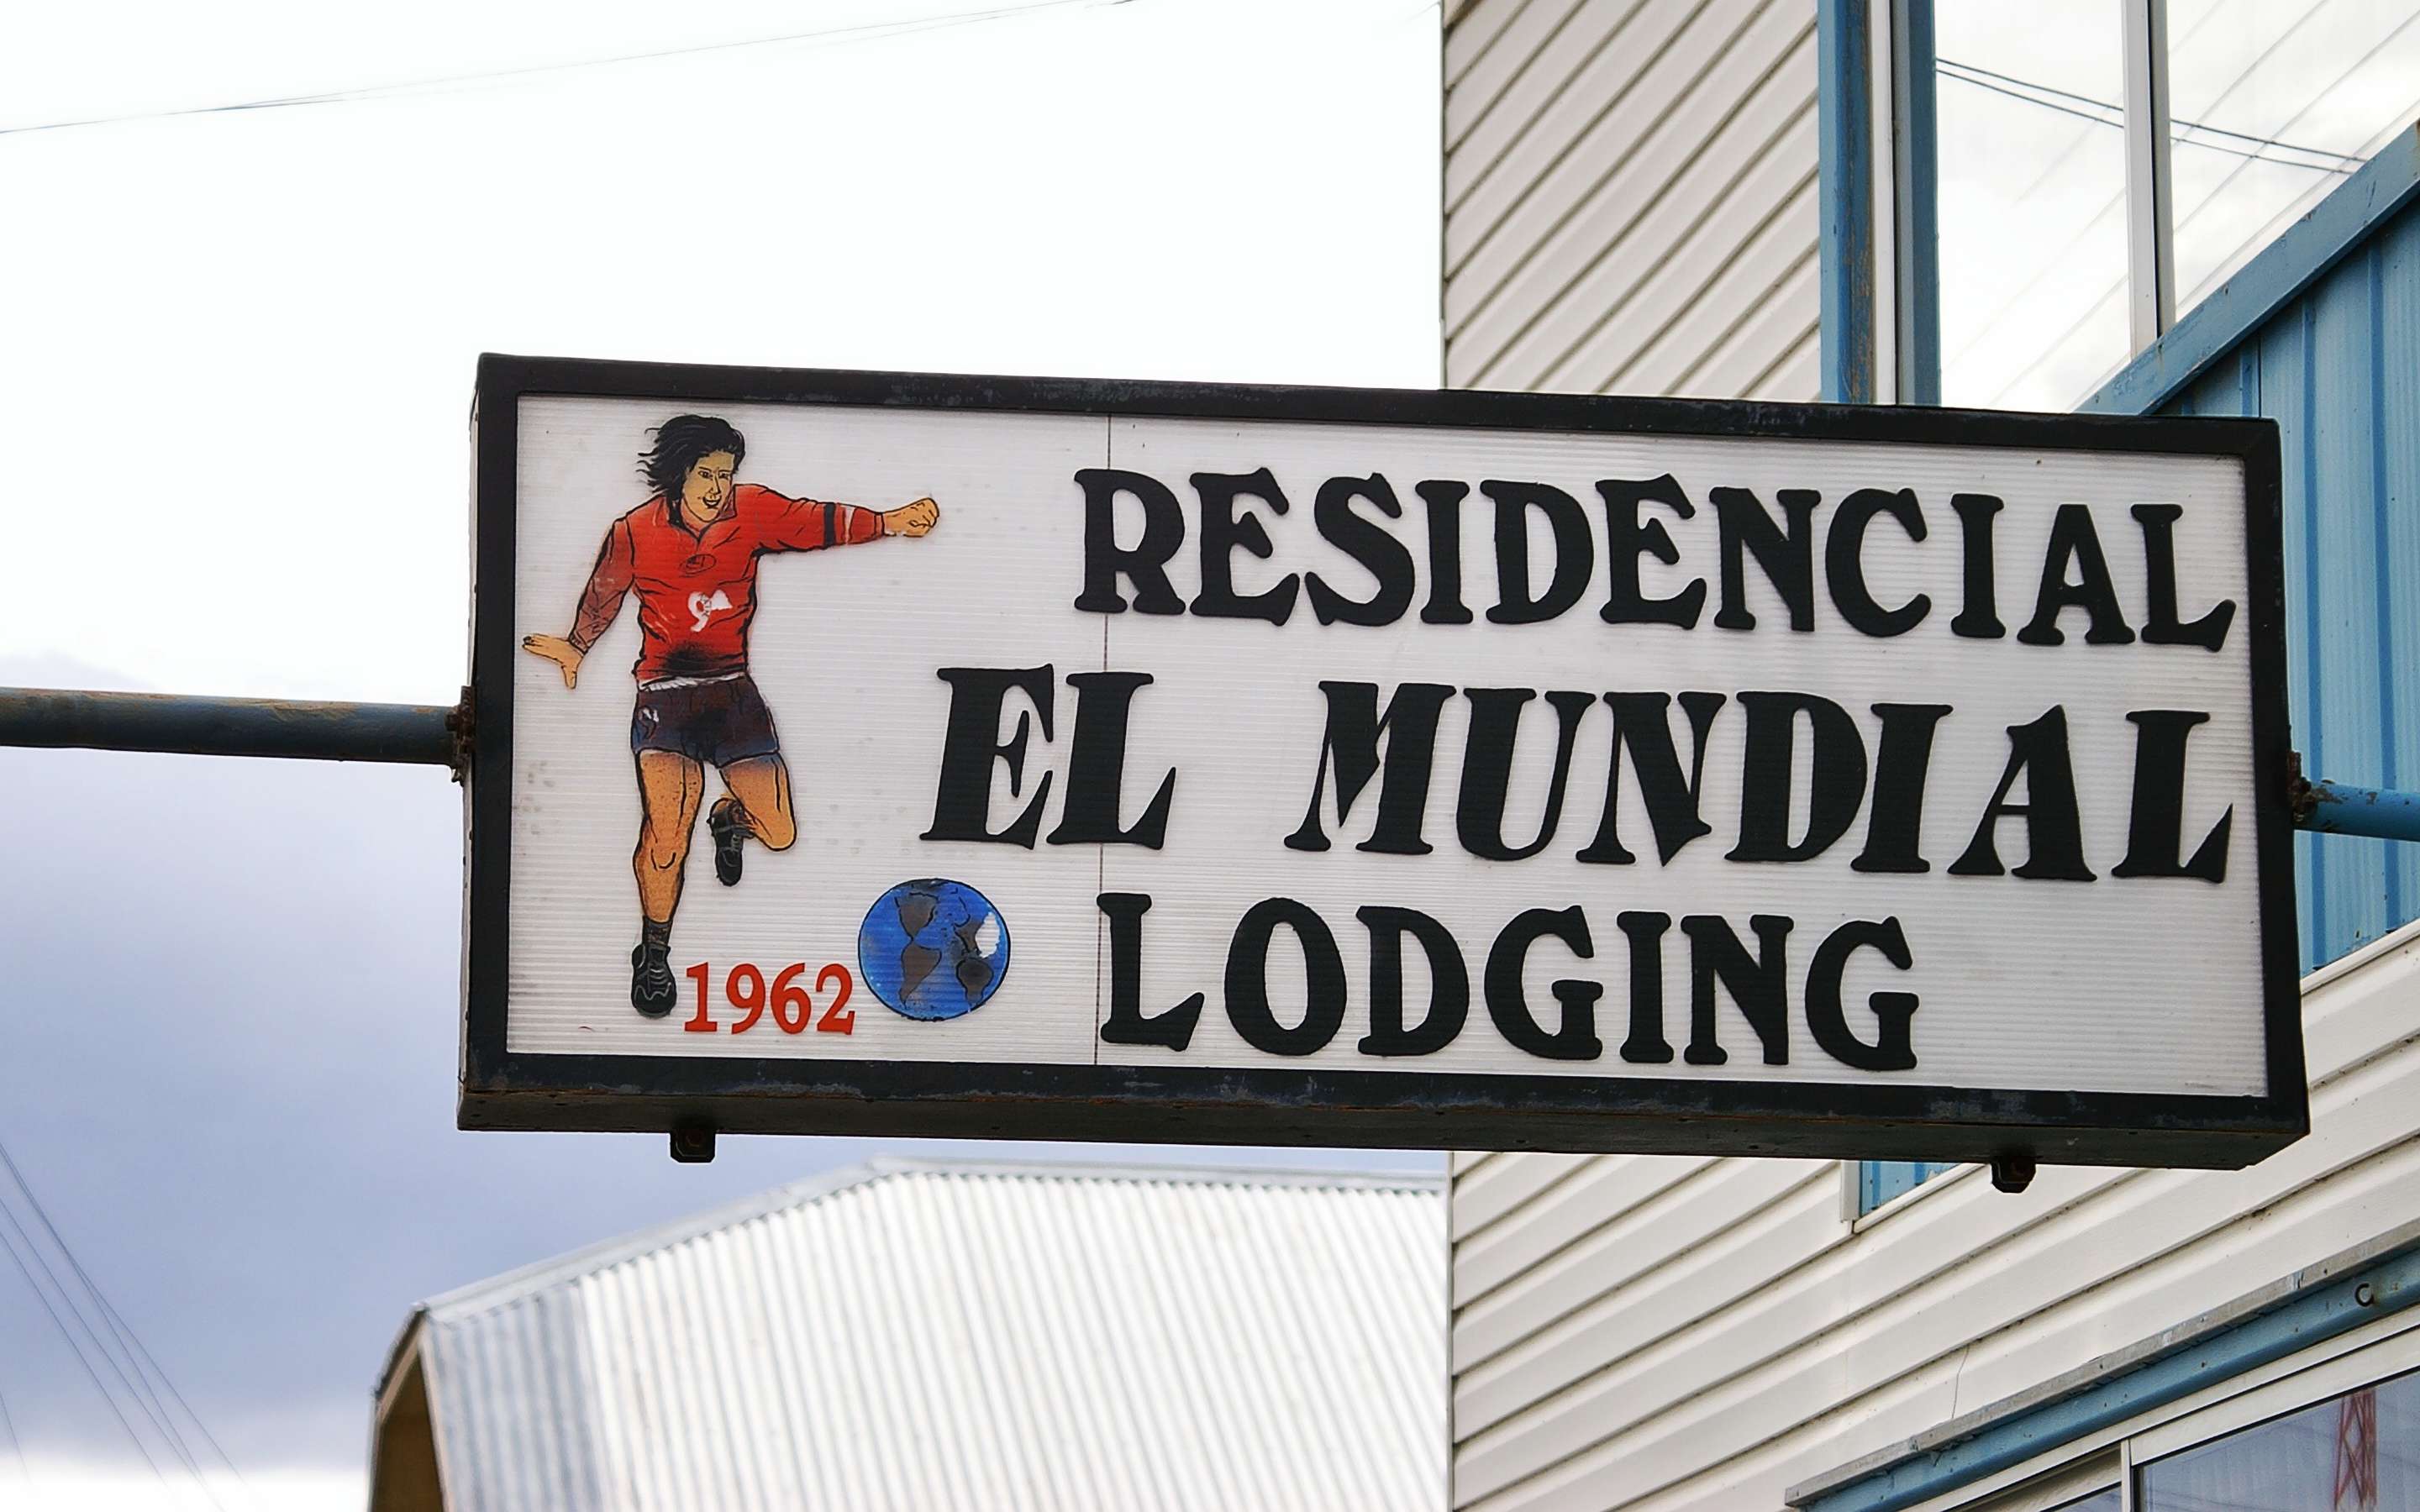 RESIDENCIAL
EL MUNDIAL
LODGING
1962